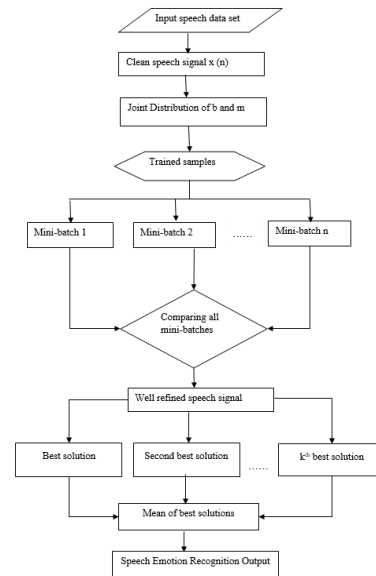 Input speech data set
Clean speech signal x (n)
Joint Distribution of b and m
Trained samples
Mini-batch 1
Mini-batch 2
……
Mini-batch n
Comparing all
mini-batches
Well refined speech signal
Best solution
Second best solution
……
kᵗʰ best solution
Mean of best solutions
Speech Emotion Recognition Output